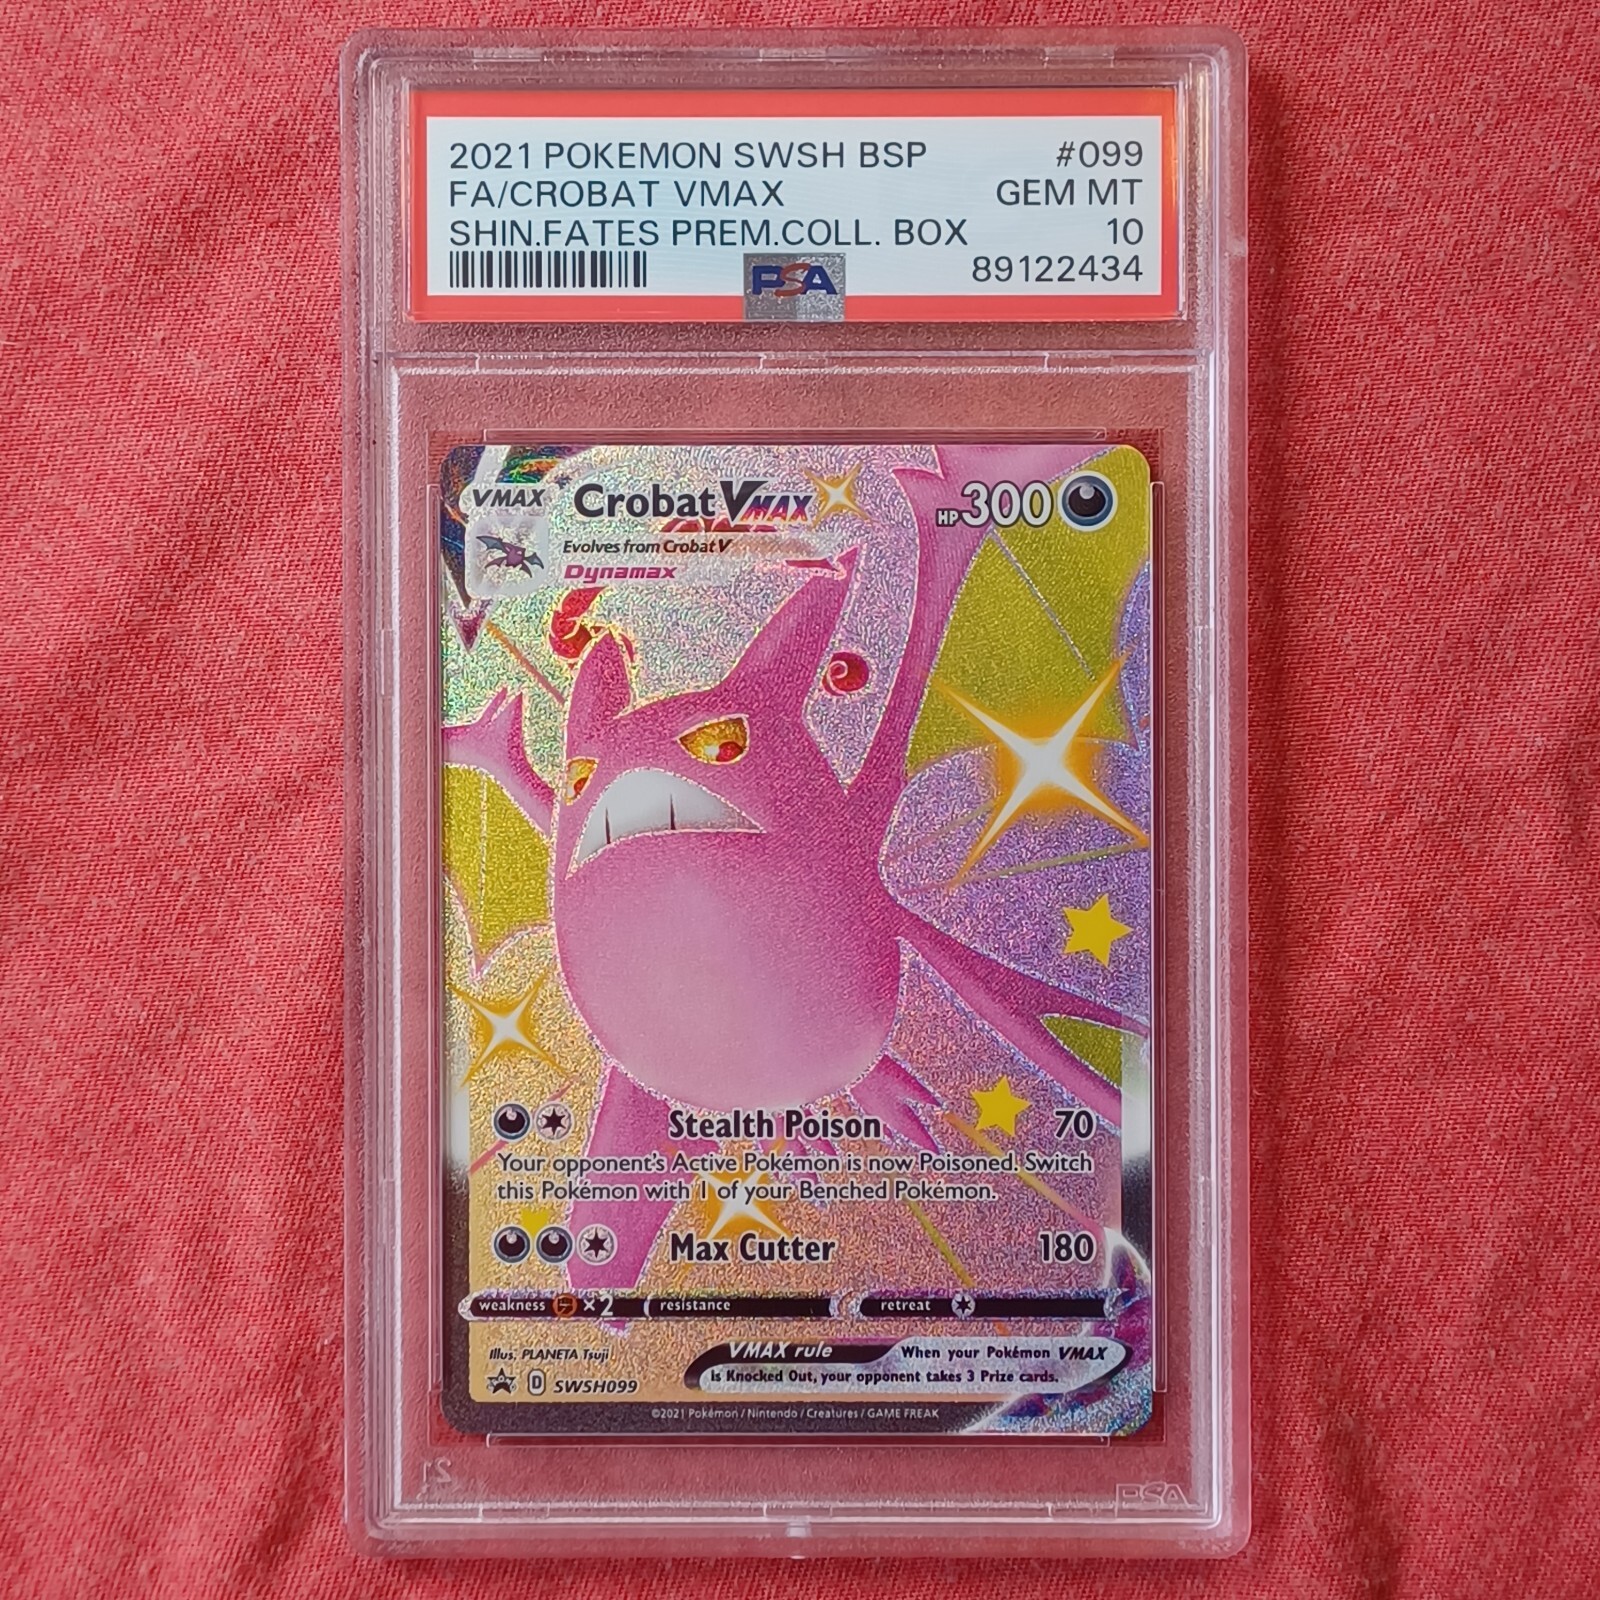 2021 POKEMON SWSH BSP #099
FA/CROBAT VMAX GEM MT
SHIN.FATES PREM.COLL. BOX 10
PSA 89122434
VMAX Crobat VMAX HP 300
Evolves from Crobat V
Dynamax
Stealth Poison 70
Your opponent's Active Pokémon is now Poisoned. Switch
this Pokémon with 1 of your Benched Pokémon.
Max Cutter 180
weakness ×2 resistance retreat
Illus. PLANETA Tsuji VMAX rule When your Pokémon VMAX
is Knocked Out, your opponent takes 3 Prize cards.
D SWSH099
©2021 Pokémon / Nintendo / Creatures / GAME FREAK
21 PSA